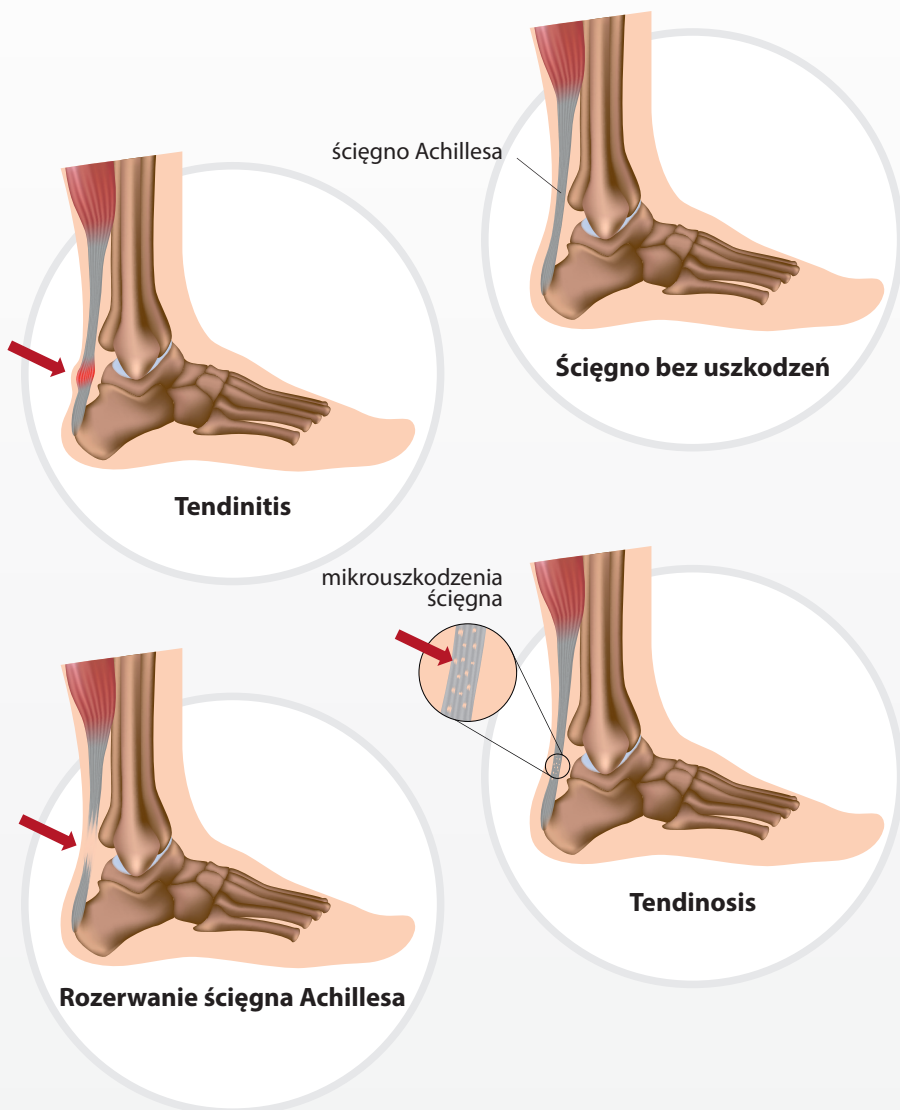 ścięgno Achillesa
Ścięgno bez uszkodzeń
Tendinitis
mikrouszkodzenia
ścięgna
Tendinosis
Rozerwanie ścięgna Achillesa